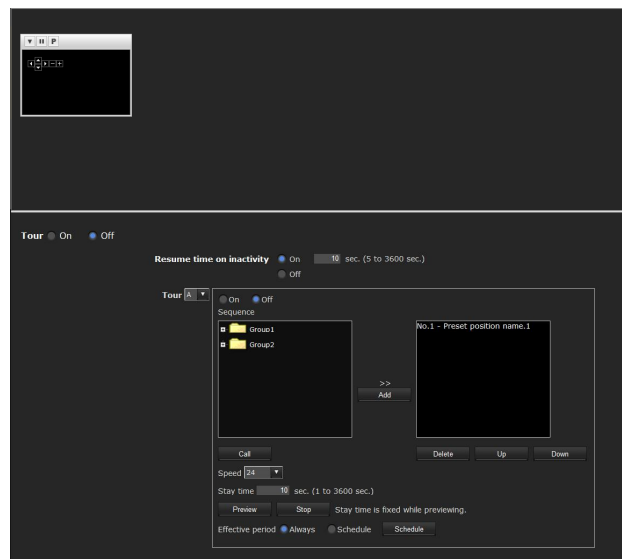 P
Tour On Off
Resume time on inactivity On 10 sec. (5 to 3600 sec.)
Off
Tour A On Off
Sequence
Group1
Group2
No.1 - Preset position name.1
>>
Add
Call Delete Up Down
Speed 24
Stay time 10 sec. (1 to 3600 sec.)
Preview Stop Stay time is fixed while previewing.
Effective period Always Schedule Schedule